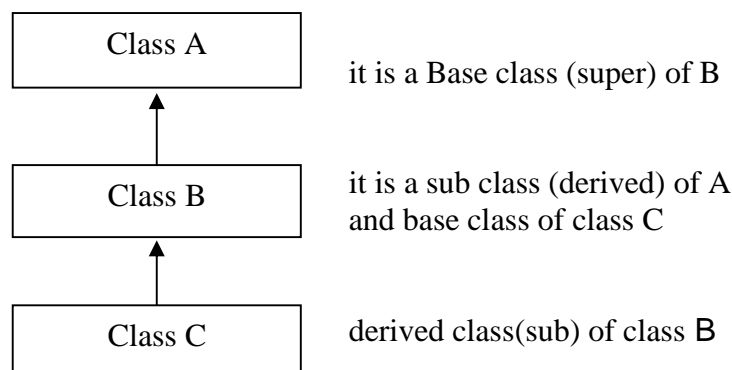 Class A
it is a Base class (super) of B
Class B
it is a sub class (derived) of A
and base class of class C
Class C
derived class(sub) of class B